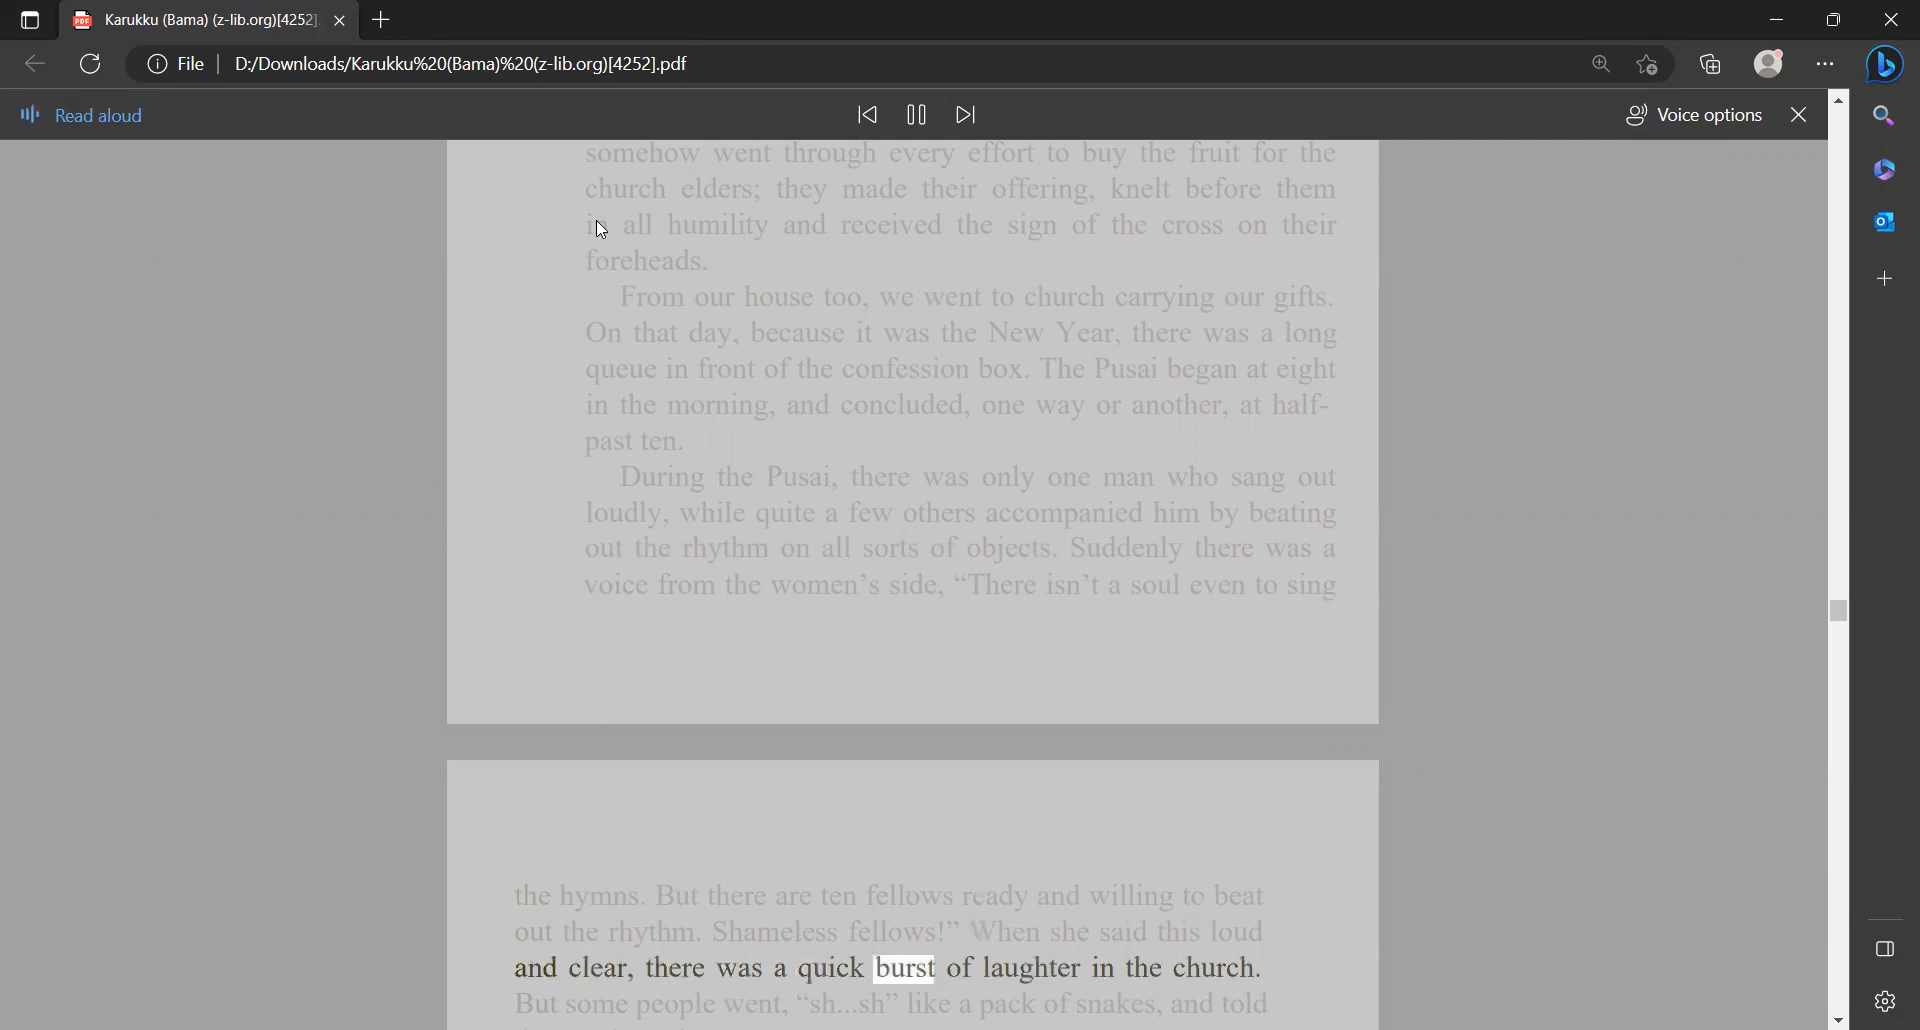 Karukku (Bama) (z-lib.org)[4252].
File
D:/Downloads/Karukku%20(Bama)%20(z-lib.org)[4252].pdf
Read aloud
Voice options
somehow went through every effort to buy the fruit for the
church elders; they made their offering, knelt before them
in all humility and received the sign of the cross on their
foreheads.
From our house too, we went to church carrying our gifts.
On that day, because it was the New Year, there was a long
queue in front of the confession box. The Pusai began at eight
in the morning, and concluded, one way or another, at half-
past ten.
During the Pusai, there was only one man who sang out
loudly, while quite a few others accompanied him by beating
out the rhythm on all sorts of objects. Suddenly there was a
voice from the women's side, “There isn't a soul even to sing
the hymns. But there are ten fellows ready and willing to beat
out the rhythm. Shameless fellows!” When she said this loud
and clear, there was a quick burst of laughter in the church.
But some people went, “sh...sh” like a pack of snakes, and told